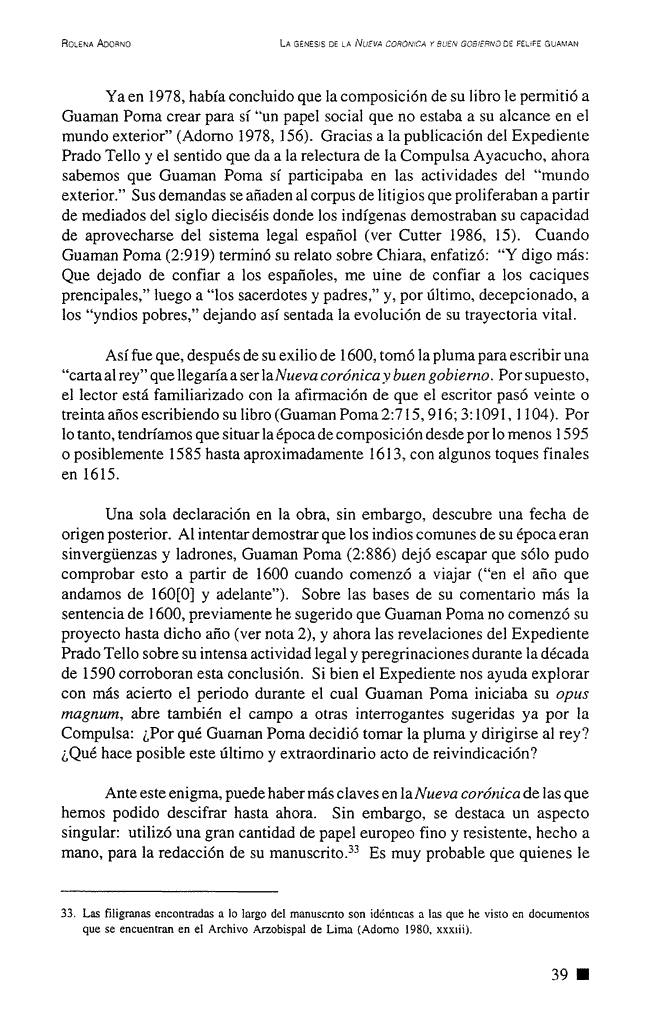 ROLENA ADORNO LA GENESIS DE LA NUEVA CORÓNICA Y BUEN GOBIERNO DE FELIPE GUAMAN
Ya en 1978, había concluido que la composición de su libro le permitió a
Guaman Poma crear para sí “un papel social que no estaba a su alcance en el
mundo exterior” (Adorno 1978, 156). Gracias a la publicación del Expediente
Prado Tello y el sentido que da a la relectura de la Compulsa Ayacucho, ahora
sabemos que Guaman Poma sí participaba en las actividades del “mundo
exterior.” Sus demandas se añaden al corpus de litigios que proliferaban a partir
de mediados del siglo dieciséis donde los indígenas demostraban su capacidad
de aprovecharse del sistema legal español (ver Cutter 1986, 15). Cuando
Guaman Poma (2:919) terminó su relato sobre Chiara, enfatizó: “Y digo más:
Que dejado de confiar a los españoles, me uine de confiar a los caciques
prencipales,” luego a “los sacerdotes y padres,” y, por último, decepcionado, a
los “yndios pobres,” dejando así sentada la evolución de su trayectoria vital.
Así fue que, después de su exilio de 1600, tomó la pluma para escribir una
“carta al rey” que llegaría a ser la Nueva corónica y buen gobierno. Por supuesto,
el lector está familiarizado con la afirmación de que el escritor pasó veinte o
treinta años escribiendo su libro (Guaman Poma 2:715, 916; 3:1091, 1104). Por
lo tanto, tendríamos que situar la época de composición desde por lo menos 1595
o posiblemente 1585 hasta aproximadamente 1613, con algunos toques finales
en 1615.
Una sola declaración en la obra, sin embargo, descubre una fecha de
origen posterior. Al intentar demostrar que los indios comunes de su época eran
sinvergüenzas y ladrones, Guaman Poma (2:886) dejó escapar que sólo pudo
comprobar esto a partir de 1600 cuando comenzó a viajar (“en el año que
andamos de 160[0] y adelante”). Sobre las bases de su comentario más la
sentencia de 1600, previamente he sugerido que Guaman Poma no comenzó su
proyecto hasta dicho año (ver nota 2), y ahora las revelaciones del Expediente
Prado Tello sobre su intensa actividad legal y peregrinaciones durante la década
de 1590 corroboran esta conclusión. Si bien el Expediente nos ayuda explorar
con más acierto el periodo durante el cual Guaman Poma iniciaba su opus
magnum, abre también el campo a otras interrogantes sugeridas ya por la
Compulsa: ¿Por qué Guaman Poma decidió tomar la pluma y dirigirse al rey?
¿Qué hace posible este último y extraordinario acto de reivindicación?
Ante este enigma, puede haber más claves en la Nueva corónica de las que
hemos podido descifrar hasta ahora. Sin embargo, se destaca un aspecto
singular: utilizó una gran cantidad de papel europeo fino y resistente, hecho a
mano, para la redacción de su manuscrito.33 Es muy probable que quienes le
33. Las filigranas encontradas a lo largo del manuscrito son idénticas a las que he visto en documentos
que se encuentran en el Archivo Arzobispal de Lima (Adorno 1980, xxxiii).
39 ■